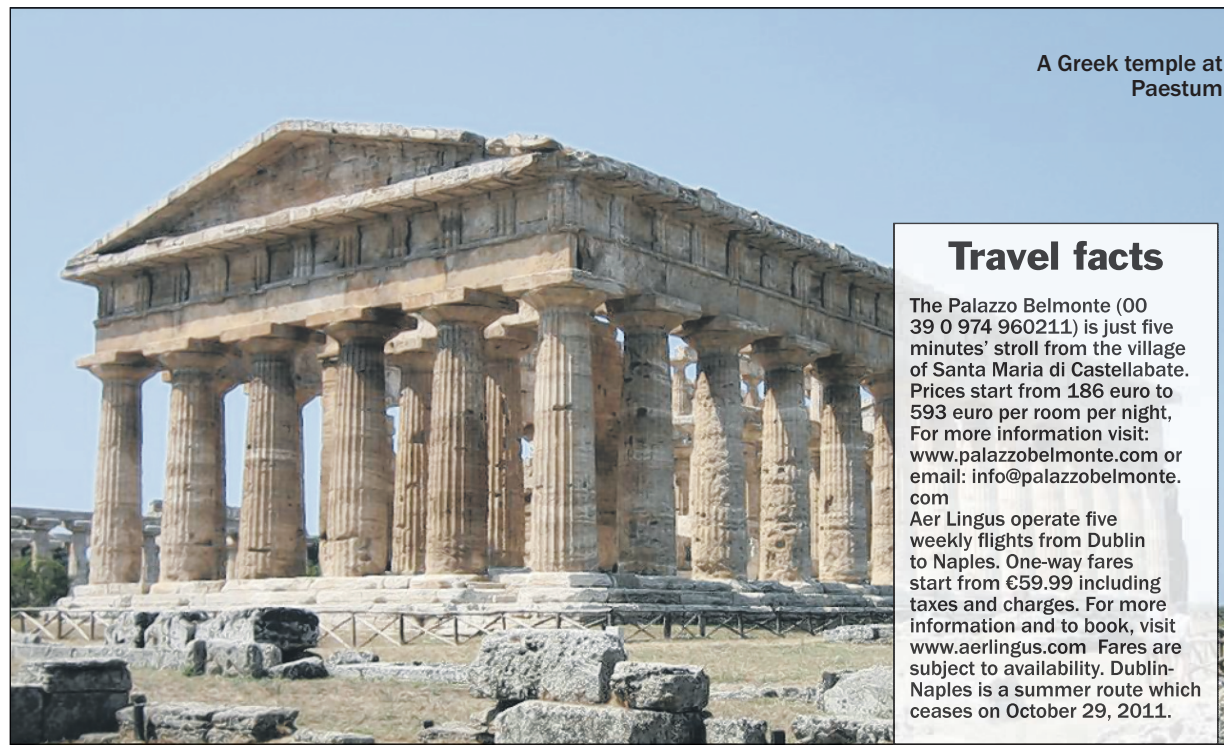 A Greek temple at
Paestum
Travel facts
The Palazzo Belmonte (00
39 0 974 960211) is just five
minutes' stroll from the village
of Santa Maria di Castellabate.
Prices start from 186 euro to
593 euro per room per night,
For more information visit:
www.palazzobelmonte.com or
email: info@palazzobelmonte.
com
Aer Lingus operate five
weekly flights from Dublin
to Naples. One-way fares
start from €59.99 including
taxes and charges. For more
information and to book, visit
www.aerlingus.com  Fares are
subject to availability. Dublin-
Naples is a summer route which
ceases on October 29, 2011.